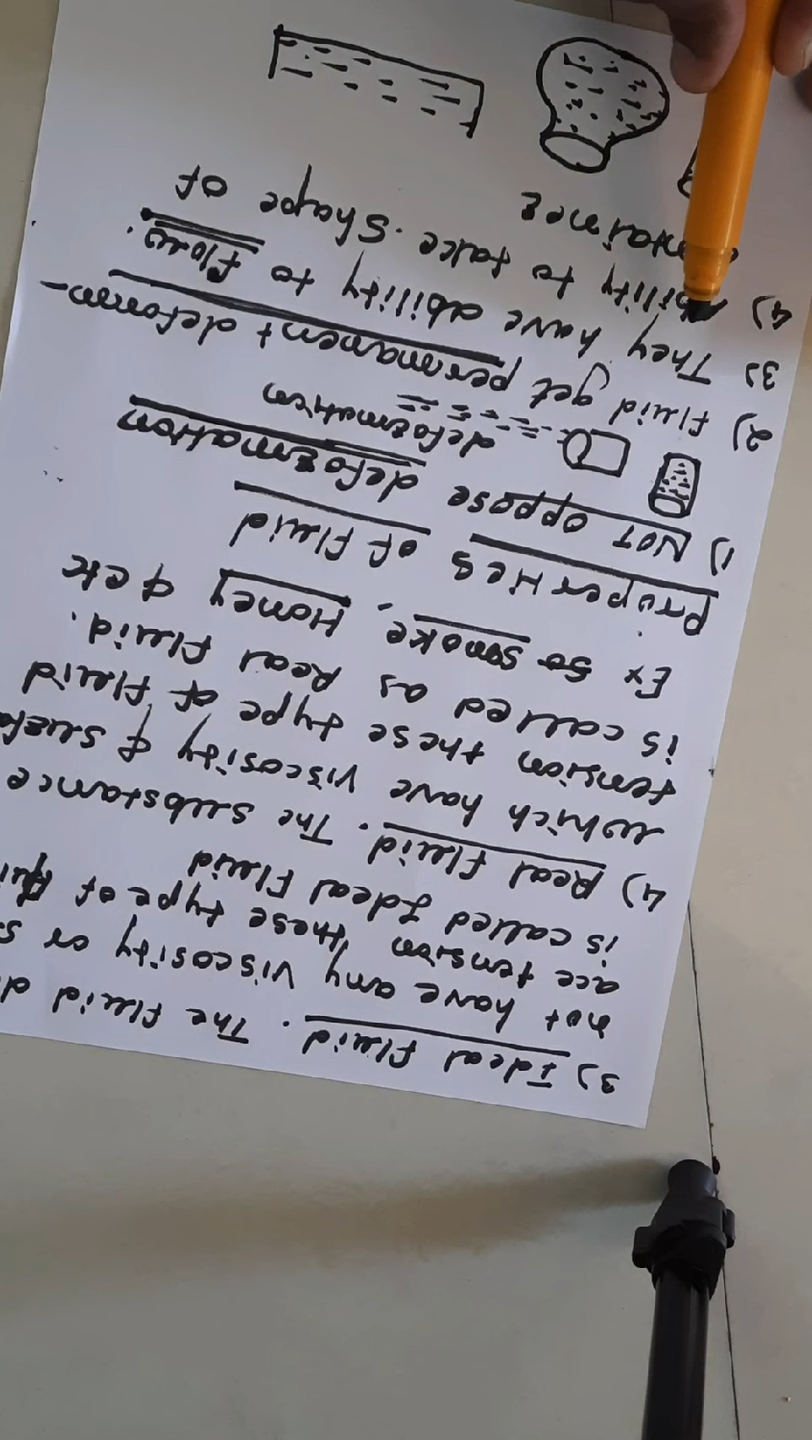 3) Ideal fluid. The fluid d
not have any viscosity or s
ace tension these type of
is called Ideal Fluid
4) Real fluid. The substance
which have viscosity & surfa
tension these type of fluid
is called as Real fluid.
Ex so smoke, Honey & etc
Properties of fluid
1) NOT oppose deformation
deformation
2) fluid get permanent deformn-
3) They have ability to flow.
4) Ability to take shape of